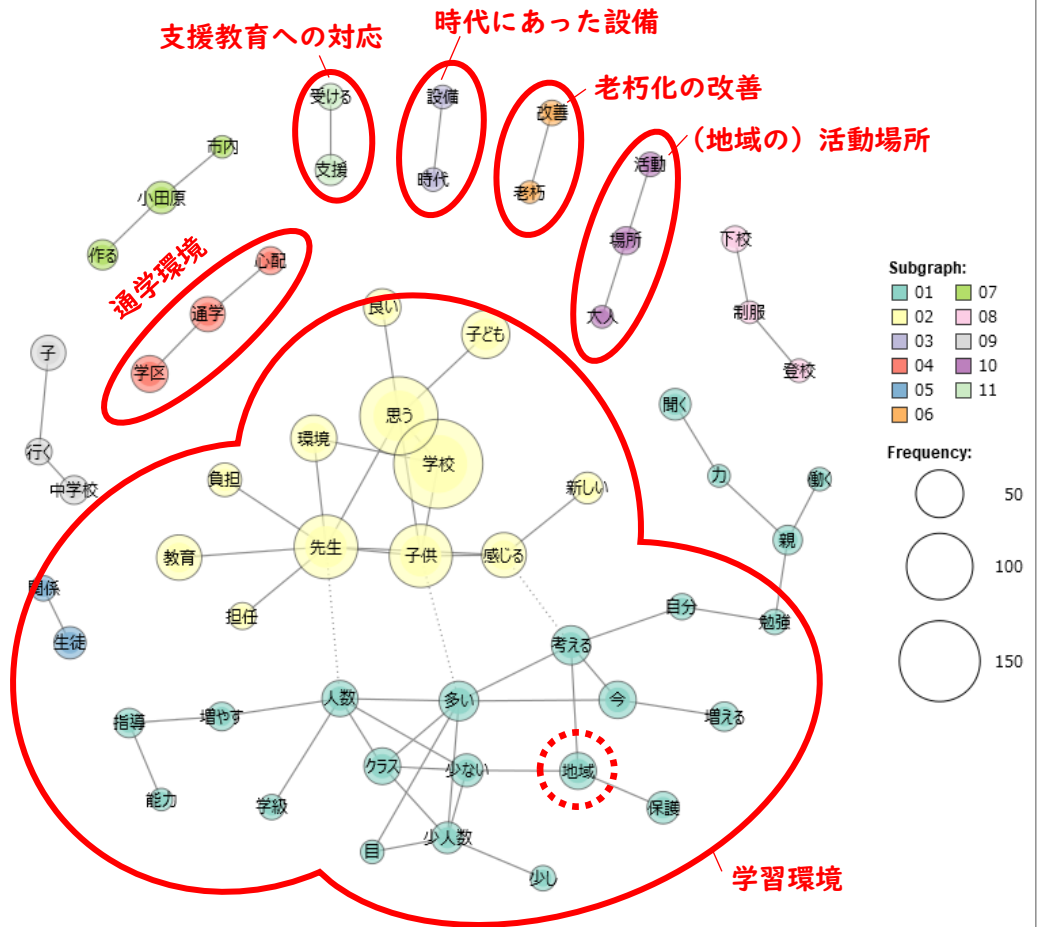 支援教育への対応
時代にあった設備
老朽化の改善
(地域の)活動場所
受ける
支援
設備
時代
改善
老朽
活動
場所
大人
市内
小田原
作る
通学環境
心配
通学
学区
下校
制服
登校
子
行く
中学校
良い
子ども
思う
環境
学校
負担
新しい
先生
子供
感じる
教育
担任
聞く
力
働く
親
関係
生徒
自分
勉強
考える
人数
多い
今
増える
指導
増やす
クラス
少ない
地域
能力
学級
保護
目
少人数
少し
学習環境
Subgraph:
01 07
02 08
03 09
04 10
05 11
06
Frequency:
50
100
150